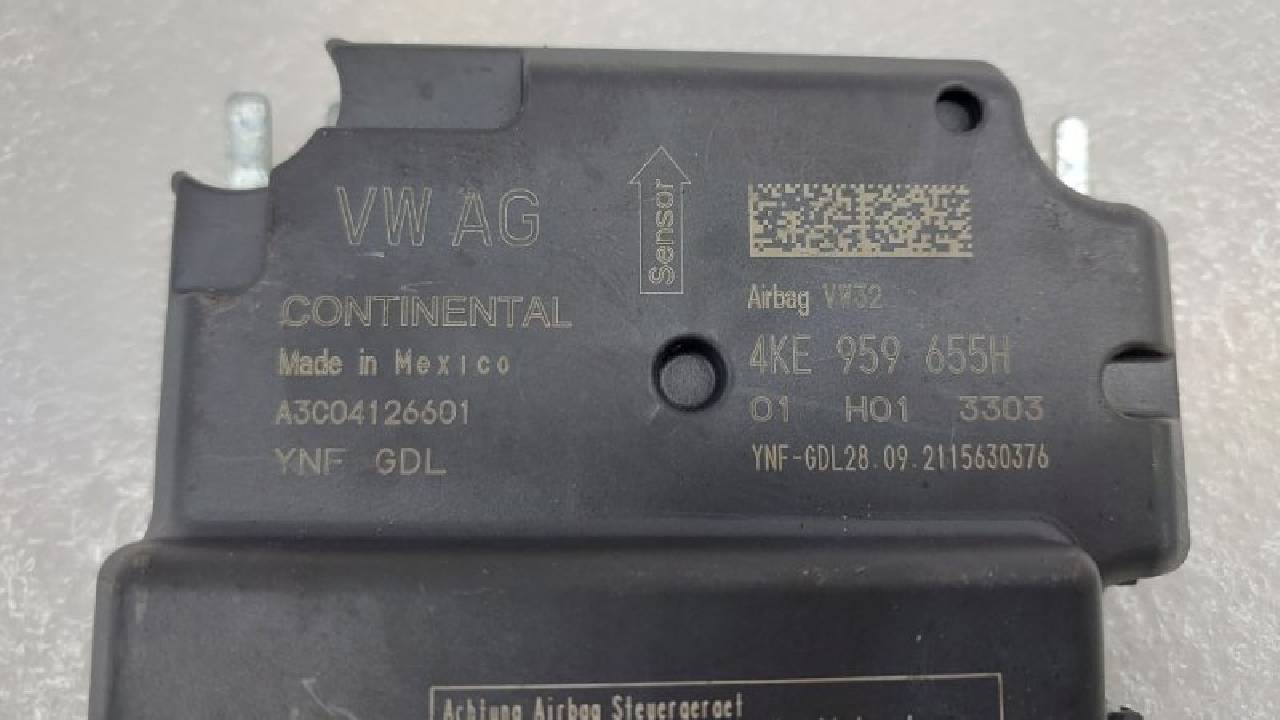 VW AG
CONTINENTAL
Made in Mexico
A3C04126601
YNF GDL
Sensor
Airbag VW32
4KE 959 655H
01 H01 3303
YNF-GDL28.09.2115630376
Achtung Airbag Steuergeraet